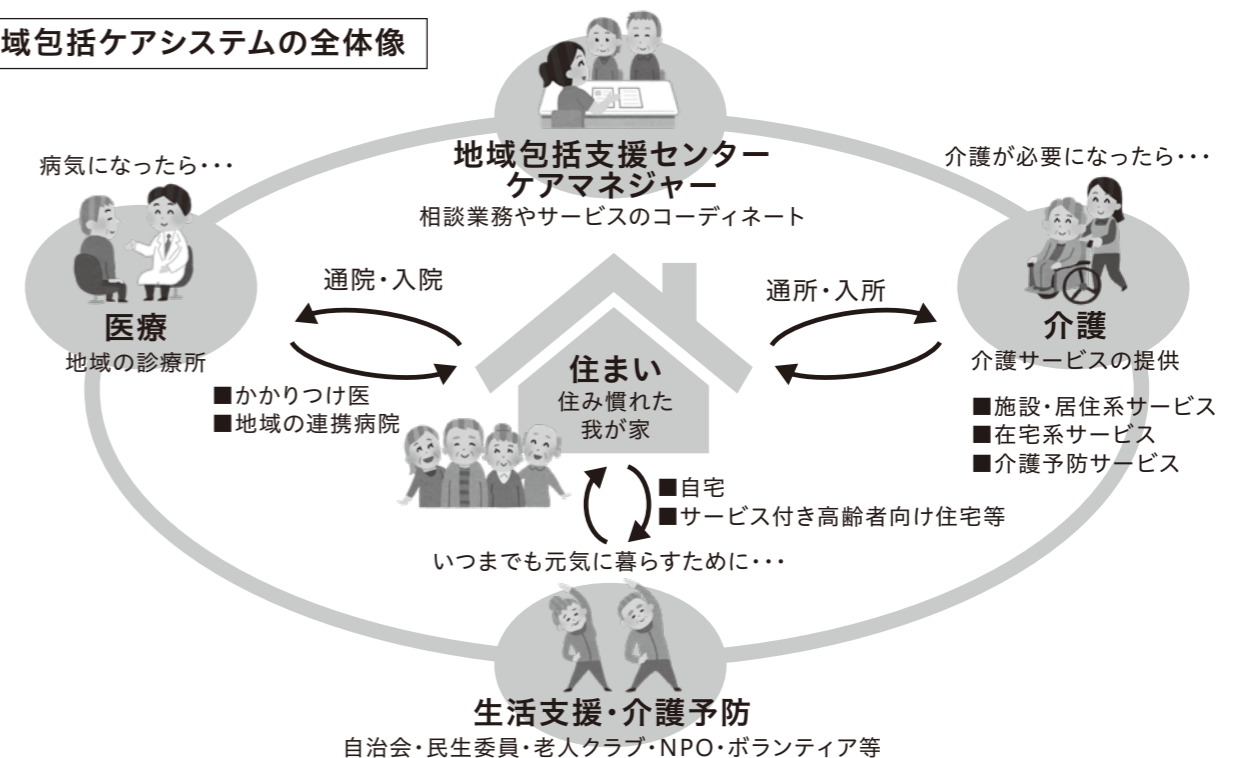 域包括ケアシステムの全体像
地域包括支援センター
ケアマネジャー
相談業務やサービスのコーディネート
病気になったら・・・
医療
地域の診療所
通院・入院
■かかりつけ医
■地域の連携病院
介護が必要になったら・・・
介護
介護サービスの提供
通所・入所
■施設・居住系サービス
■在宅系サービス
■介護予防サービス
住まい
住み慣れた
我が家
■自宅
■サービス付き高齢者向け住宅等
いつまでも元気に暮らすために・・・
生活支援・介護予防
自治会・民生委員・老人クラブ・NPO・ボランティア等